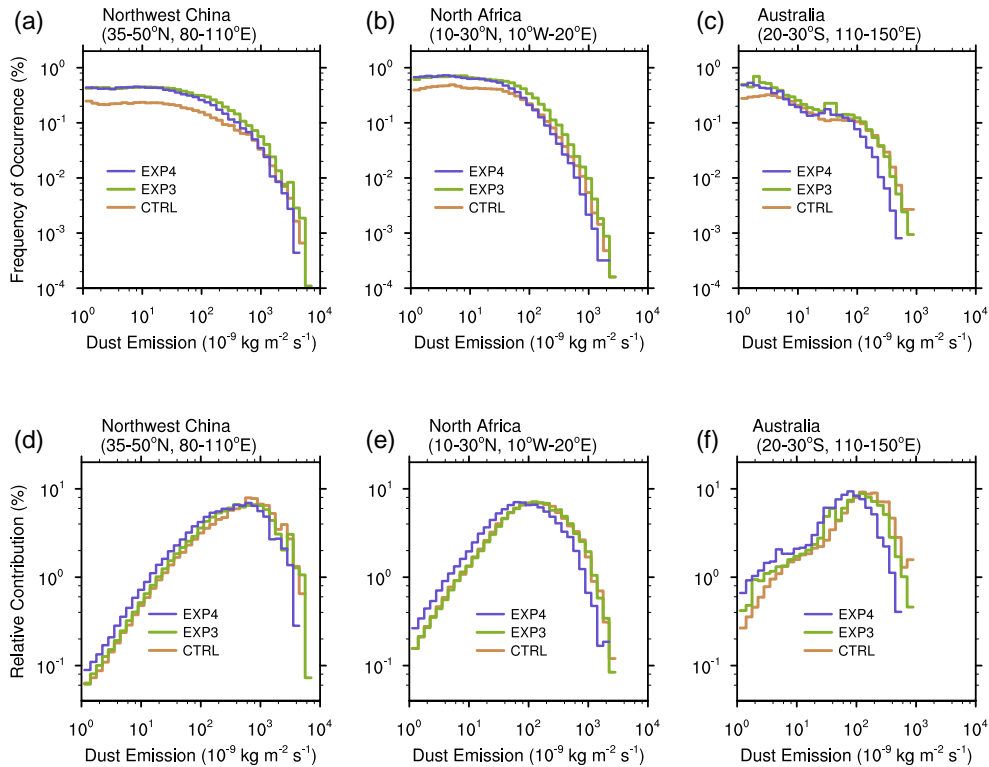 (a) Northwest China
(35-50°N, 80-110°E)
Frequency of Occurrence (%)
10^0
10^-1
10^-2
10^-3
10^-4
EXP4
EXP3
CTRL
10^0 10^1 10^2 10^3 10^4
Dust Emission (10^-9 kg m^-2 s^-1)
(b) North Africa
(10-30°N, 10°W-20°E)
10^0
10^-1
10^-2
10^-3
10^-4
EXP4
EXP3
CTRL
10^0 10^1 10^2 10^3 10^4
Dust Emission (10^-9 kg m^-2 s^-1)
(c) Australia
(20-30°S, 110-150°E)
10^0
10^-1
10^-2
10^-3
10^-4
EXP4
EXP3
CTRL
10^0 10^1 10^2 10^3 10^4
Dust Emission (10^-9 kg m^-2 s^-1)
(d) Northwest China
(35-50°N, 80-110°E)
Relative Contribution (%)
10^1
10^0
10^-1
EXP4
EXP3
CTRL
10^0 10^1 10^2 10^3 10^4
Dust Emission (10^-9 kg m^-2 s^-1)
(e) North Africa
(10-30°N, 10°W-20°E)
10^1
10^0
10^-1
EXP4
EXP3
CTRL
10^0 10^1 10^2 10^3 10^4
Dust Emission (10^-9 kg m^-2 s^-1)
(f) Australia
(20-30°S, 110-150°E)
10^1
10^0
10^-1
EXP4
EXP3
CTRL
10^0 10^1 10^2 10^3 10^4
Dust Emission (10^-9 kg m^-2 s^-1)